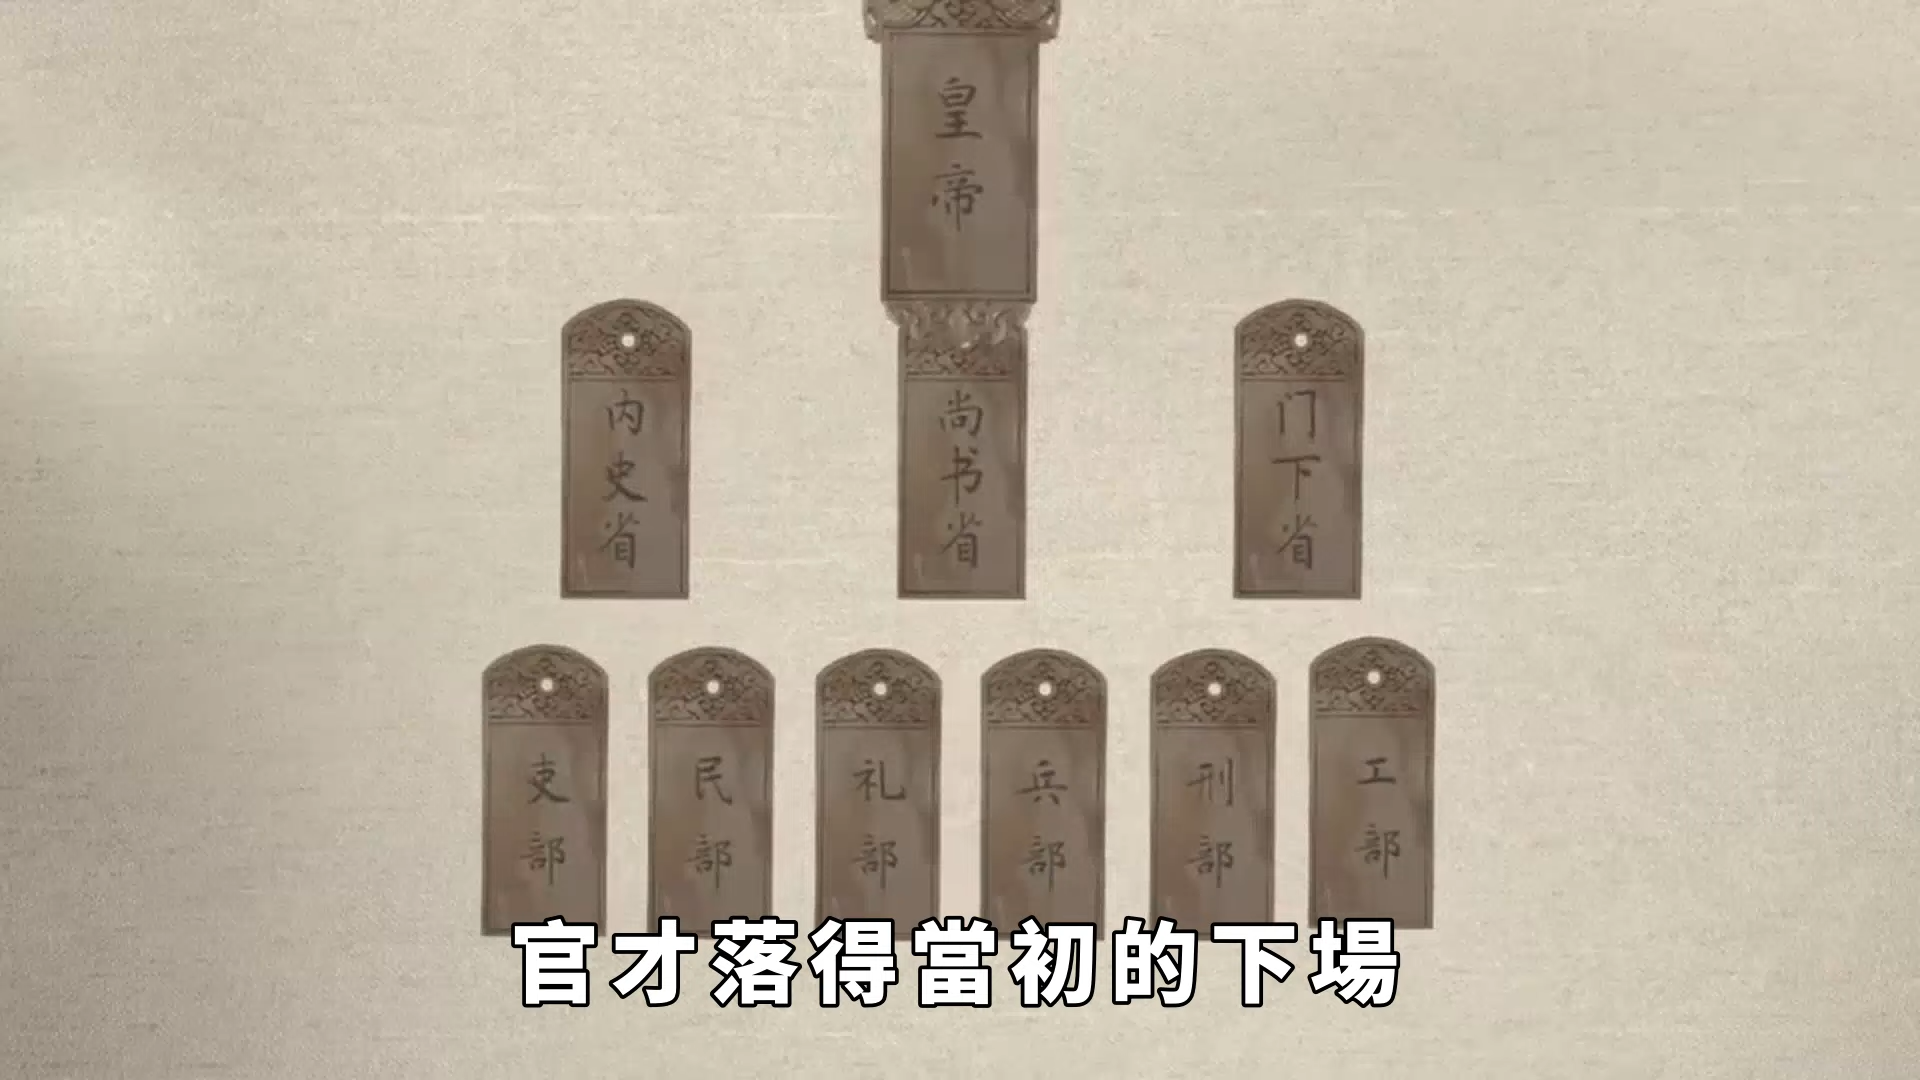 皇帝
内史省
尚书省
门下省
吏部
民部
礼部
兵部
刑部
工部
官才落得當初的下場